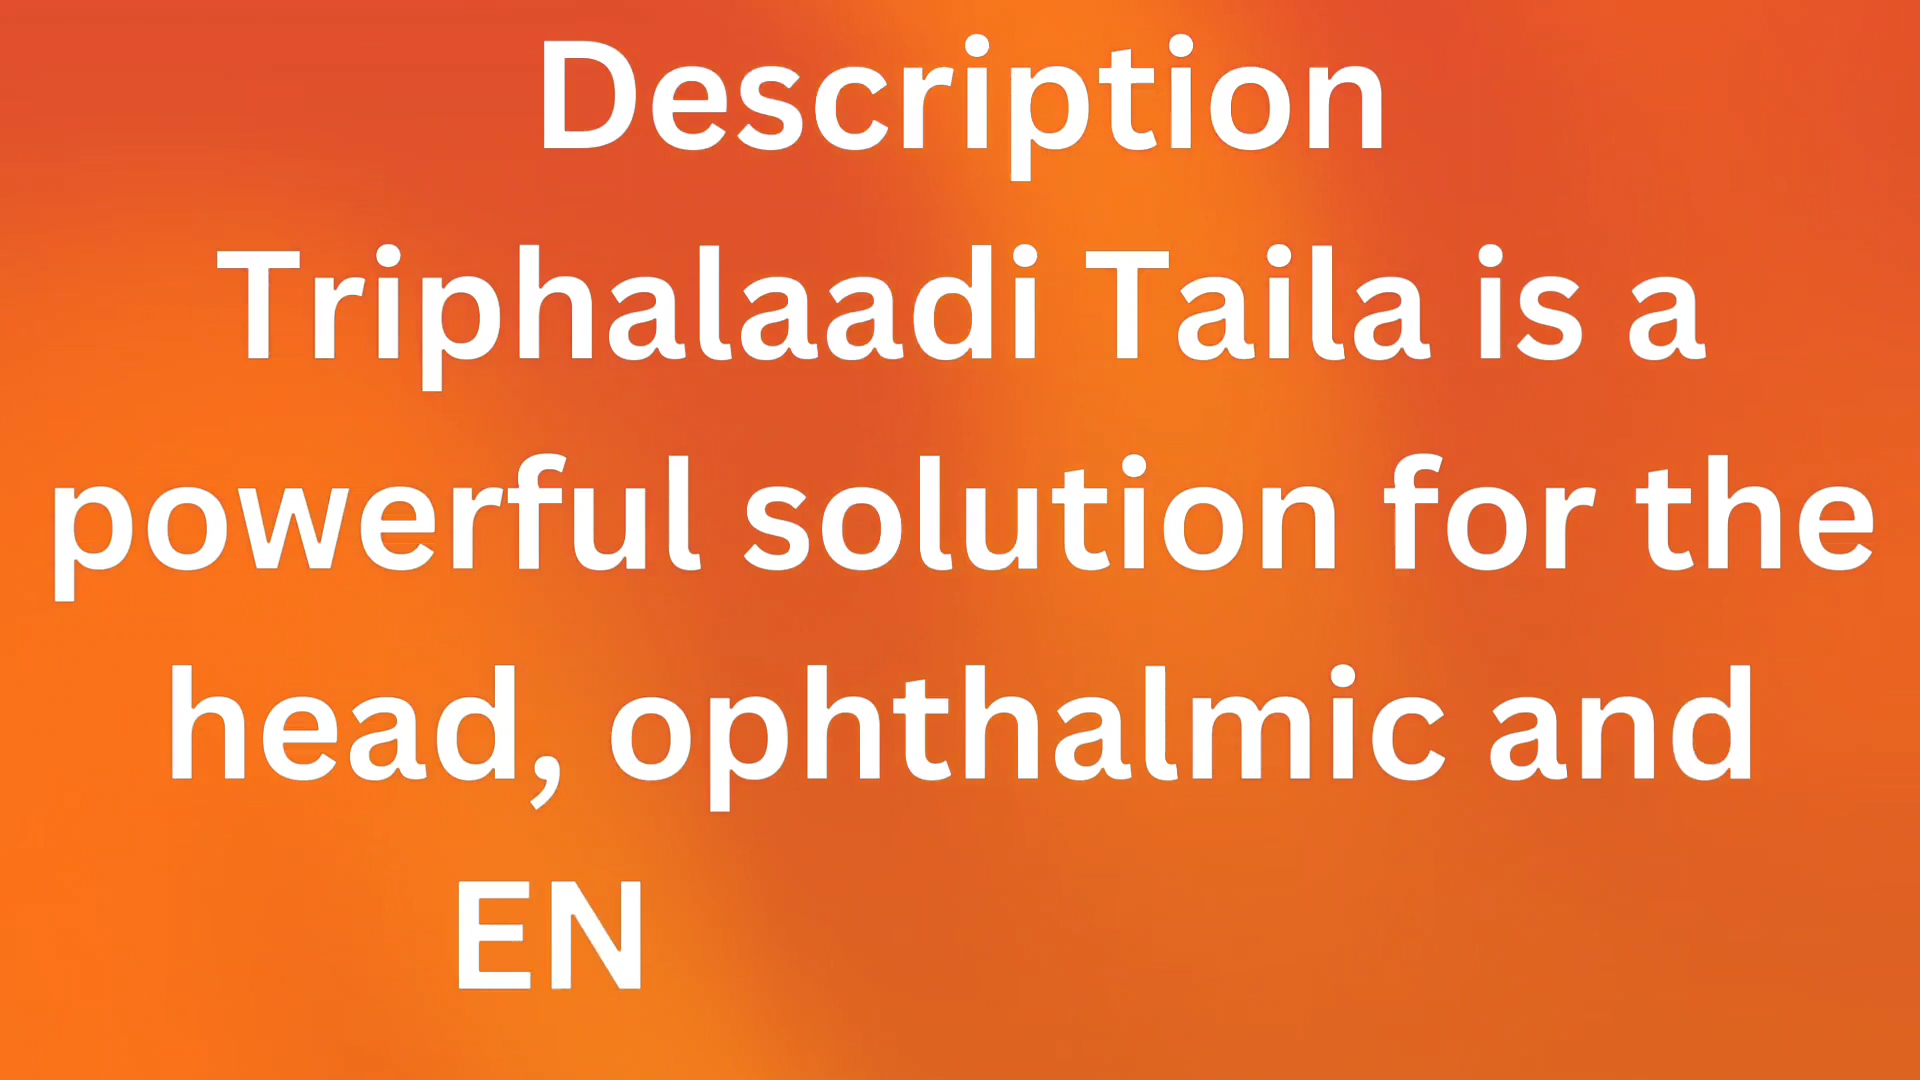 Description
Triphalaadi Taila is a
powerful solution for the
head, ophthalmic and
EN